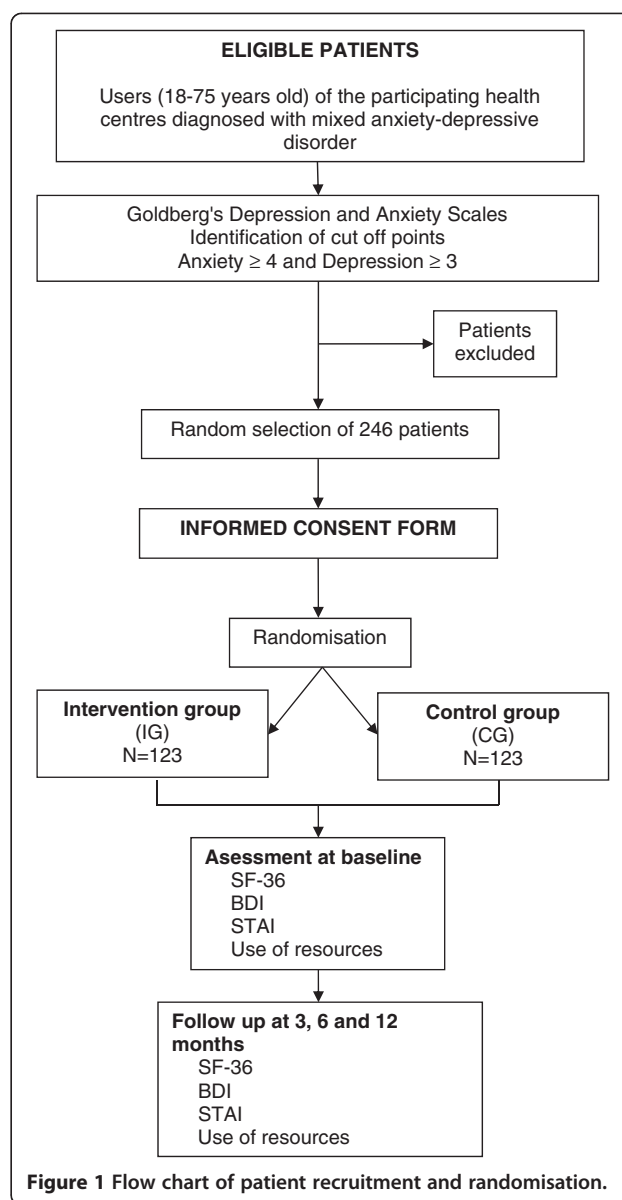 ELIGIBLE PATIENTS
Users (18-75 years old) of the participating health
centres diagnosed with mixed anxiety-depressive
disorder
Goldberg's Depression and Anxiety Scales
Identification of cut off points
Anxiety ≥ 4 and Depression ≥ 3
Patients
excluded
Random selection of 246 patients
INFORMED CONSENT FORM
Randomisation
Intervention group
(IG)
N=123
Control group
(CG)
N=123
Asessment at baseline
SF-36
BDI
STAI
Use of resources
Follow up at 3, 6 and 12
months
SF-36
BDI
STAI
Use of resources
Figure 1 Flow chart of patient recruitment and randomisation.